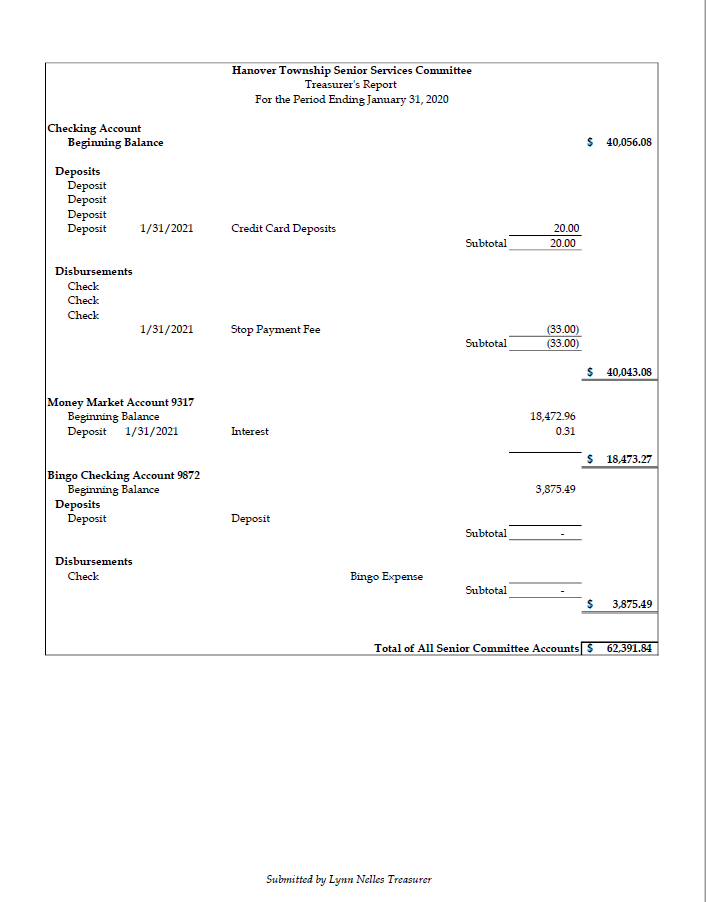 Hanover Township Senior Services Committee
Treasurer's Report
For the Period Ending January 31, 2020
Checking Account
Beginning Balance $ 40,056.08
Deposits
Deposit
Deposit
Deposit
Deposit 1/31/2021 Credit Card Deposits 20.00
Subtotal 20.00
Disbursements
Check
Check
Check
1/31/2021 Stop Payment Fee (33.00)
Subtotal (33.00)
$ 40,043.08
Money Market Account 9317
Beginning Balance 18,472.96
Deposit 1/31/2021 Interest 0.31
$ 18,473.27
Bingo Checking Account 9872
Beginning Balance 3,875.49
Deposits
Deposit Deposit
Subtotal -
Disbursements
Check Bingo Expense
Subtotal -
$ 3,875.49
Total of All Senior Committee Accounts $ 62,391.84
Submitted by Lynn Nelles Treasurer